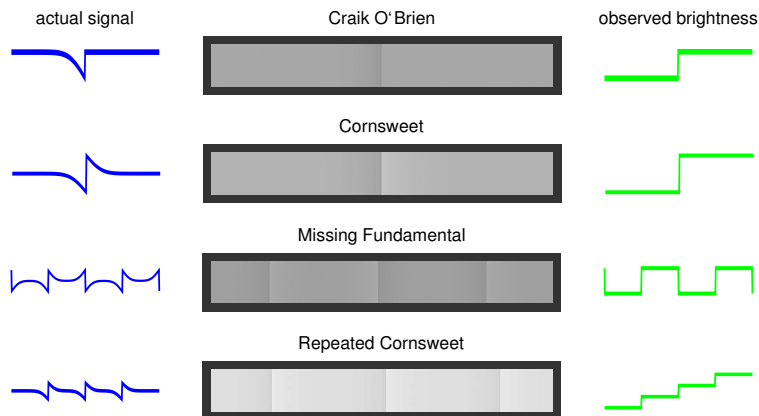 actual signal
Craik O‘Brien
observed brightness
Cornsweet
Missing Fundamental
Repeated Cornsweet